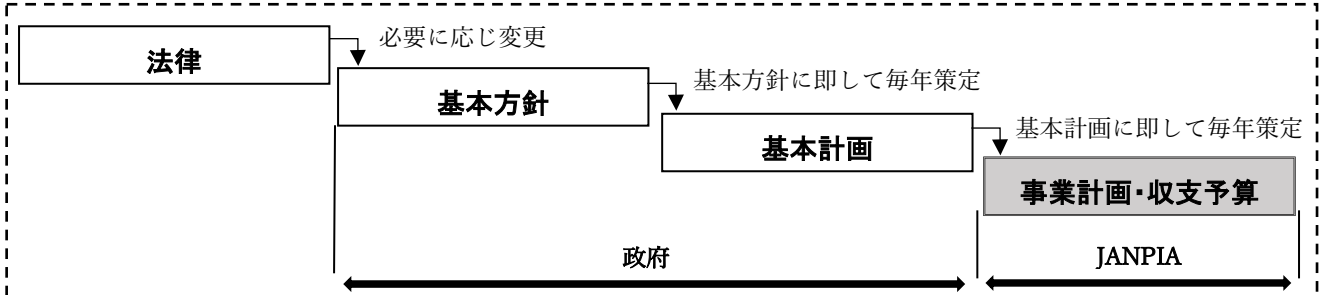 法律
必要に応じ変更
基本方針
基本方針に即して毎年策定
基本計画
基本計画に即して毎年策定
事業計画・収支予算
政府
JANPIA